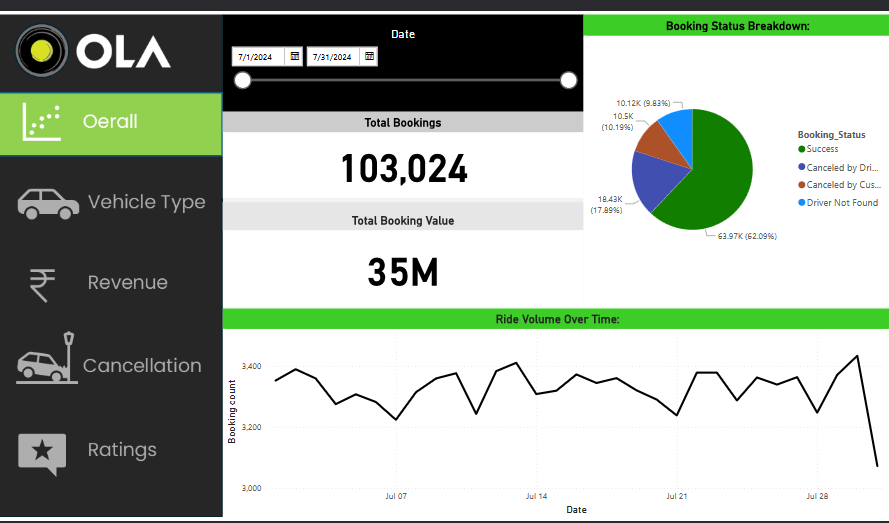 OLA
Oerall
Vehicle Type
Revenue
Cancellation
Ratings
Date
7/1/2024
7/31/2024
Total Bookings
103,024
Total Booking Value
35M
Booking Status Breakdown:
10.12K (9.83%)
10.5K
(10.19%)
18.43K
(17.89%)
63.97K (62.09%)
Booking_Status
Success
Canceled by Dri...
Canceled by Cus...
Driver Not Found
Ride Volume Over Time:
Booking count
3,400
3,200
3,000
Jul 07
Jul 14
Jul 21
Jul 28
Date